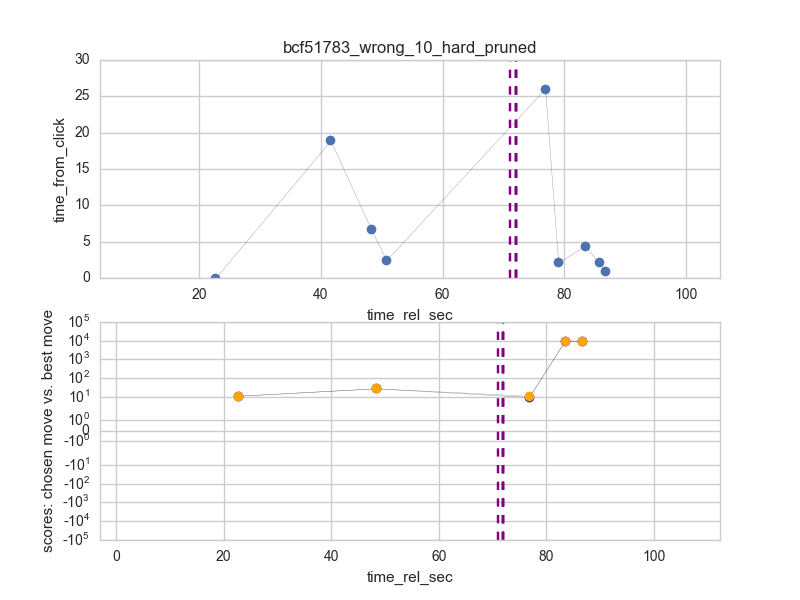 bcf51783_wrong_10_hard_pruned
time_from_click
30
25
20
15
10
5
0
20 40 60 80 100
time_rel_sec
scores: chosen move vs. best move
10^5
10^4
10^3
10^2
10^1
10^0
0
-10^0
-10^1
-10^2
-10^3
-10^4
-10^5
0 20 40 60 80 100
time_rel_sec